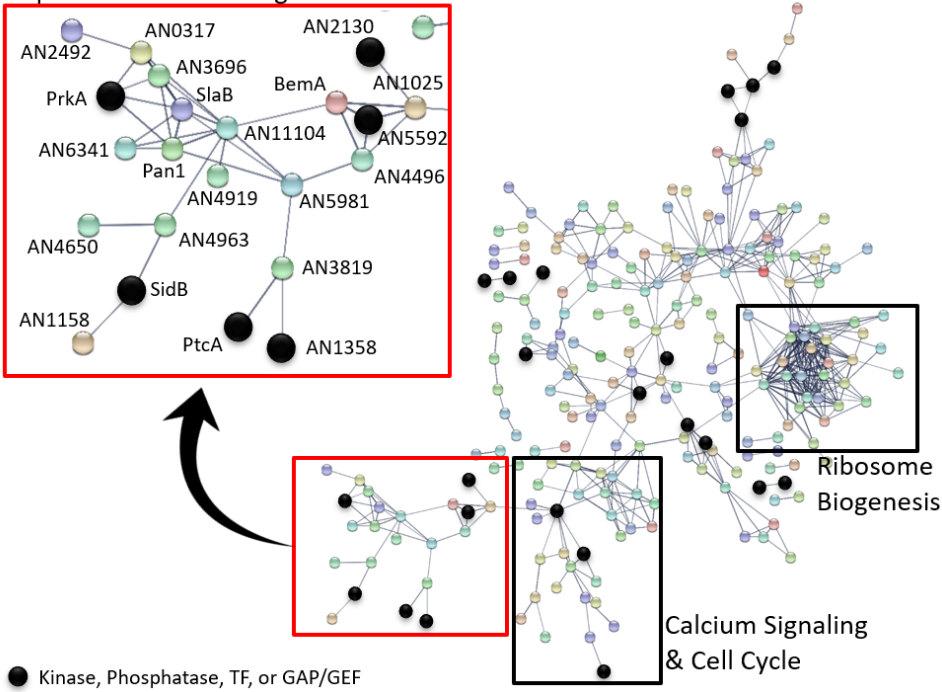 AN2130
AN0317
AN2492
AN3696
BemA
AN1025
PrkA
SlaB
AN11104
AN5592
AN6341
Pan1
AN4919
AN5981
AN4496
AN4650
AN4963
AN3819
SidB
AN1158
PtcA
AN1358
Ribosome
Biogenesis
Calcium Signaling
& Cell Cycle
Kinase, Phosphatase, TF, or GAP/GEF